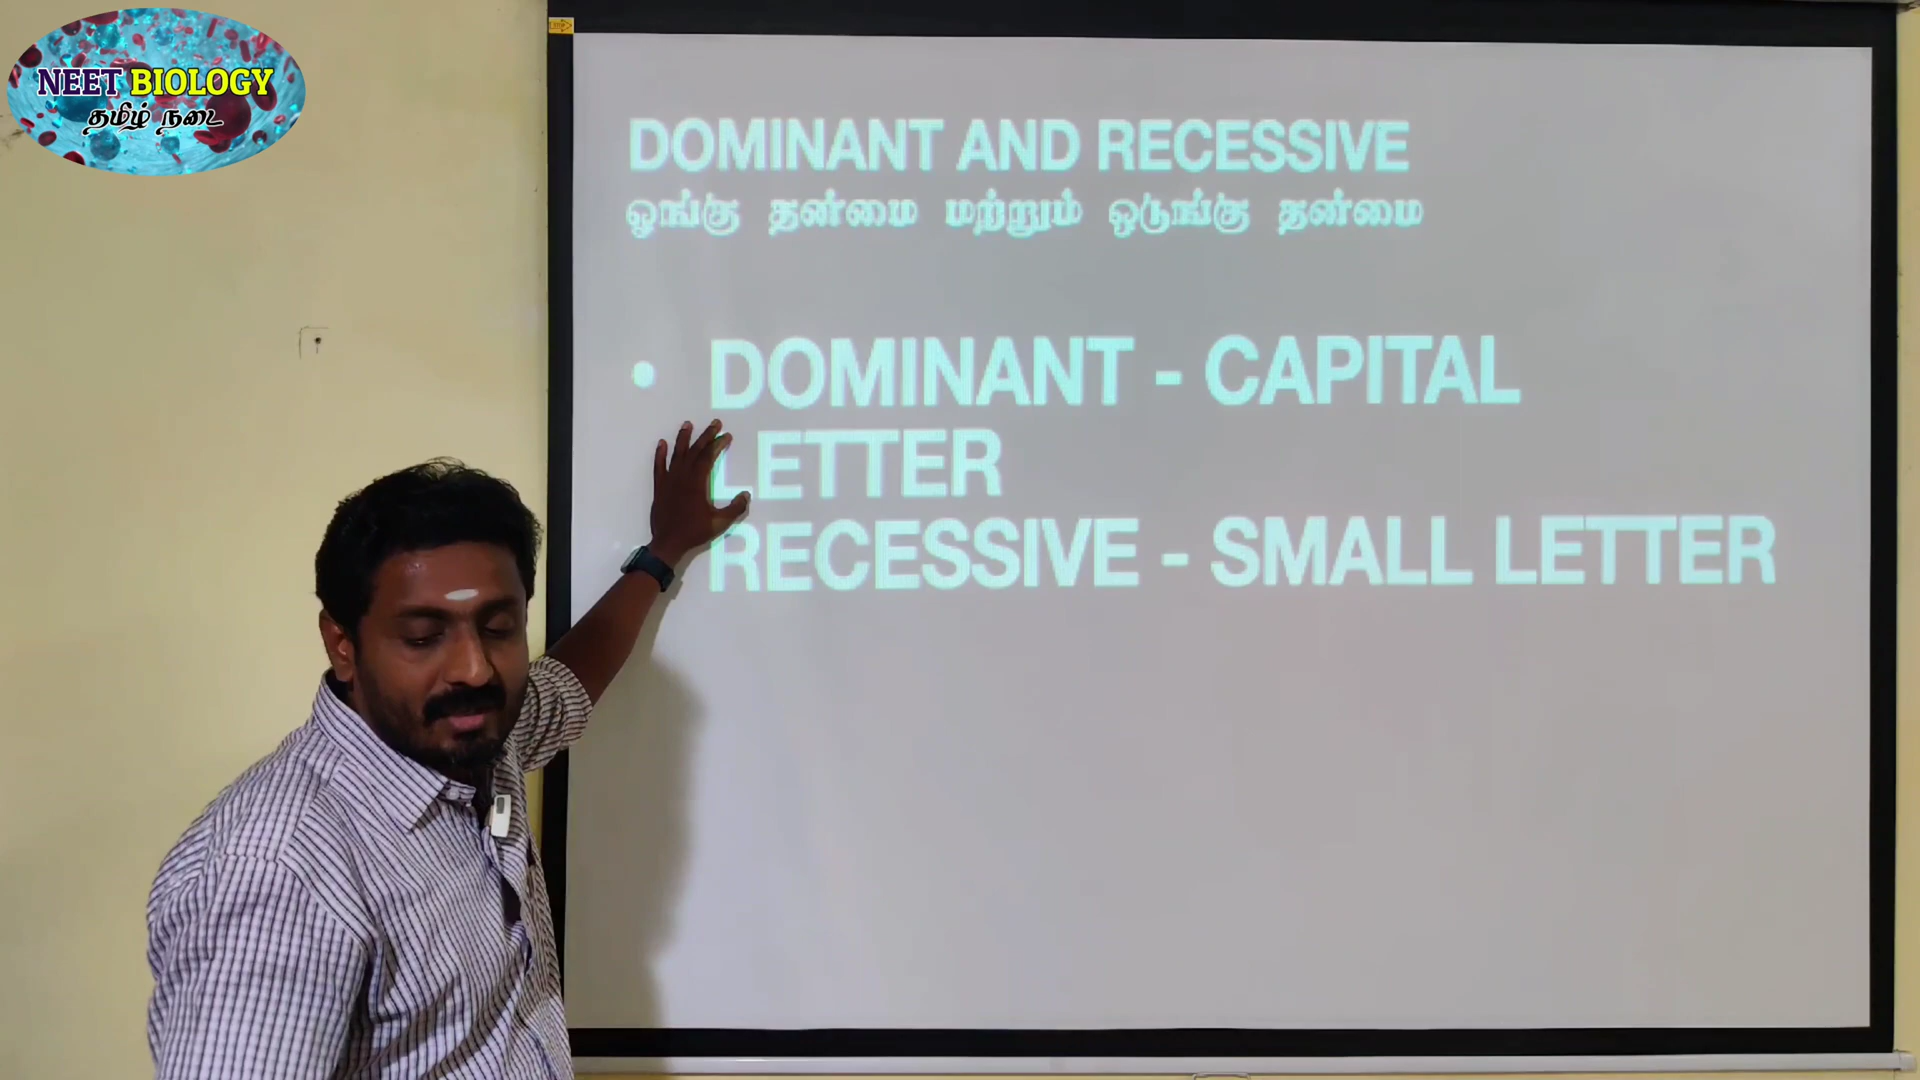 NEET BIOLOGY
தமிழ் நடை
DOMINANT AND RECESSIVE
ஓங்கு தன்மை மற்றும் ஒடுங்கு தன்மை
• DOMINANT - CAPITAL
LETTER
RECESSIVE - SMALL LETTER